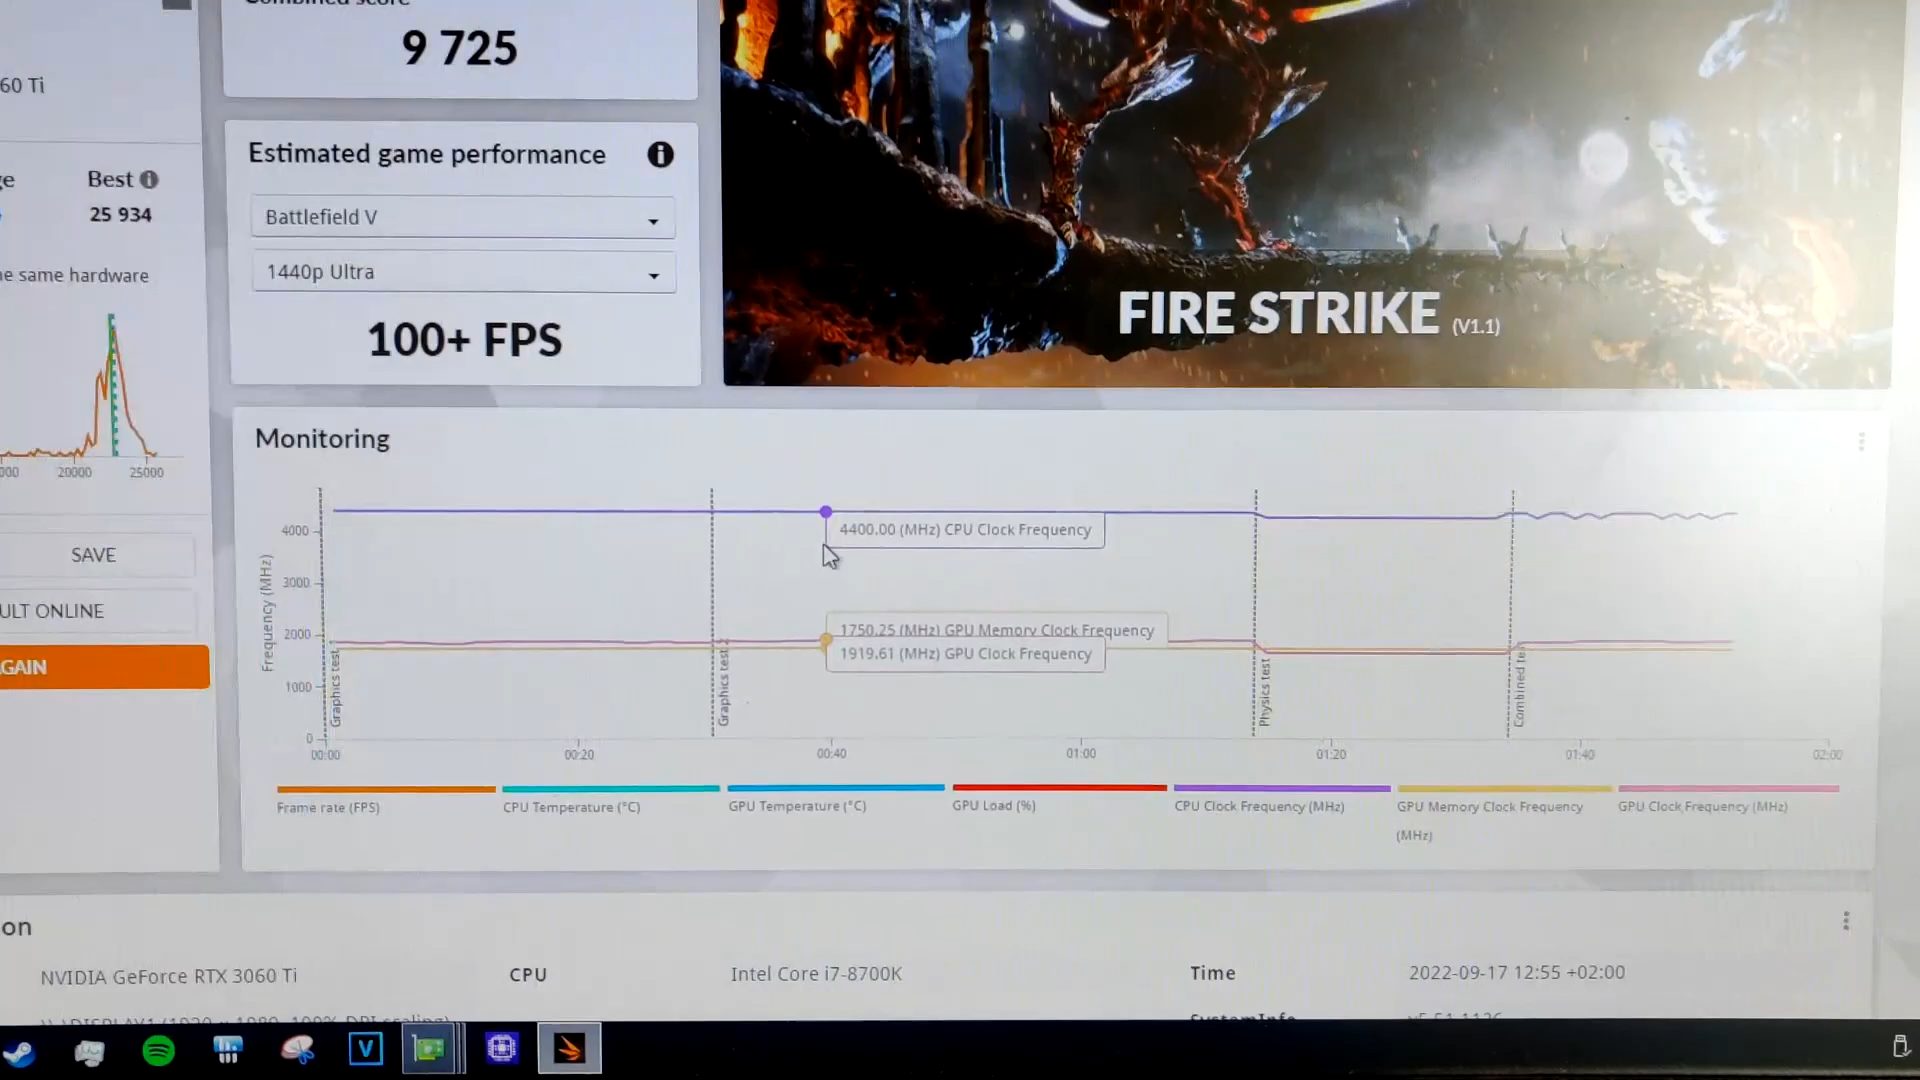 Combined score
9 725
60 Ti
Estimated game performance
Best
25 934
Battlefield V
1440p Ultra
same hardware
100+ FPS
FIRE STRIKE (V1.1)
20000
25000
Monitoring
SAVE
ULT ONLINE
GAIN
Frequency (MHz)
4000
3000
2000
1000
0
4400.00 (MHz) CPU Clock Frequency
1750.25 (MHz) GPU Memory Clock Frequency
1919.61 (MHz) GPU Clock Frequency
Graphics test
Graphics test 2
Physics test
Combined te
00:00
00:20
00:40
01:00
01:20
01:40
02:00
Frame rate (FPS)
CPU Temperature (°C)
GPU Temperature (°C)
GPU Load (%)
CPU Clock Frequency (MHz)
GPU Memory Clock Frequency
(MHz)
GPU Clock Frequency (MHz)
on
NVIDIA GeForce RTX 3060 Ti
CPU
Intel Core i7-8700K
Time
2022-09-17 12:55 +02:00
SystemInfo
V